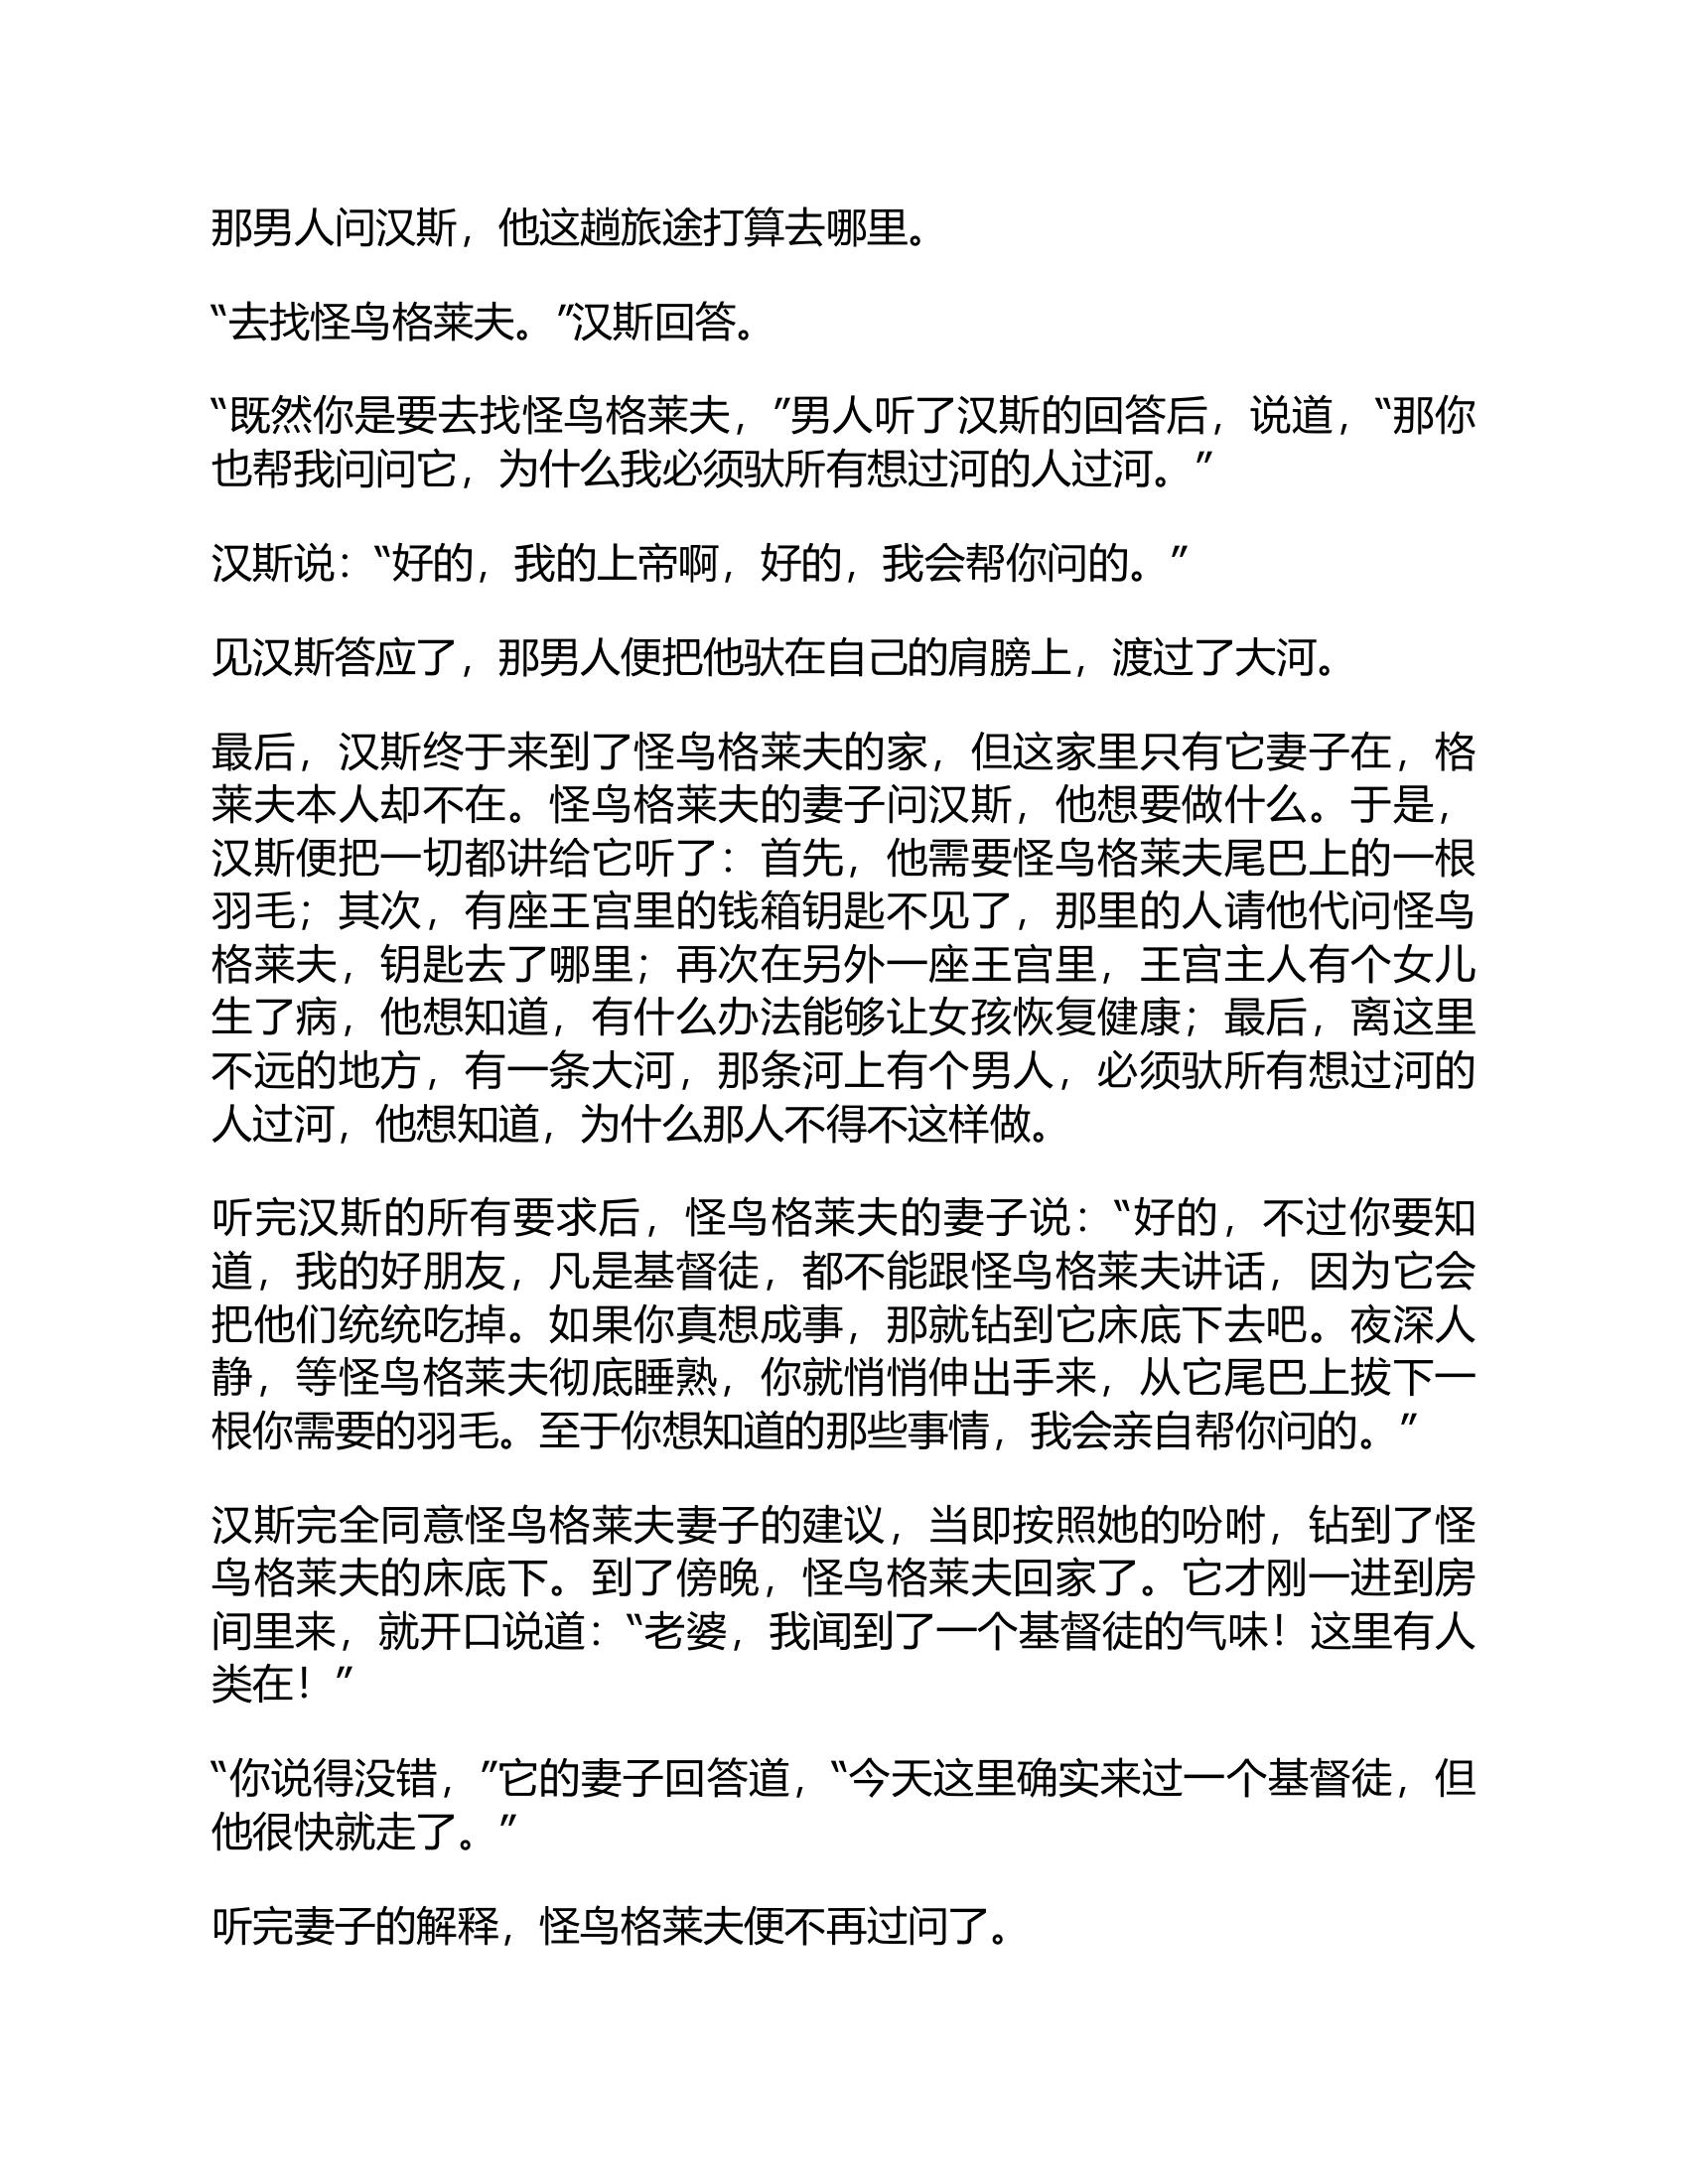 那男人问汉斯，他这趟旅途打算去哪里。
“去找怪鸟格莱夫。”汉斯回答。
“既然你是要去找怪鸟格莱夫，”男人听了汉斯的回答后，说道，“那你
也帮我问问它，为什么我必须驮所有想过河的人过河。”
汉斯说：“好的，我的上帝啊，好的，我会帮你问的。”
见汉斯答应了，那男人便把他驮在自己的肩膀上，渡过了大河。
最后，汉斯终于来到了怪鸟格莱夫的家，但这家里只有它妻子在，格
莱夫本人却不在。怪鸟格莱夫的妻子问汉斯，他想要做什么。于是，
汉斯便把一切都讲给它听了：首先，他需要怪鸟格莱夫尾巴上的一根
羽毛；其次，有座王宫里的钱箱钥匙不见了，那里的人请他代问怪鸟
格莱夫，钥匙去了哪里；再次在另外一座王宫里，王宫主人有个女儿
生了病，他想知道，有什么办法能够让女孩恢复健康；最后，离这里
不远的地方，有一条大河，那条河上有个男人，必须驮所有想过河的
人过河，他想知道，为什么那人不得不这样做。
听完汉斯的所有要求后，怪鸟格莱夫的妻子说：“好的，不过你要知
道，我的好朋友，凡是基督徒，都不能跟怪鸟格莱夫讲话，因为它会
把他们统统吃掉。如果你真想成事，那就钻到它床底下去吧。夜深人
静，等怪鸟格莱夫彻底睡熟，你就悄悄伸出手来，从它尾巴上拔下一
根你需要的羽毛。至于你想知道的那些事情，我会亲自帮你问的。”
汉斯完全同意怪鸟格莱夫妻子的建议，当即按照她的吩咐，钻到了怪
鸟格莱夫的床底下。到了傍晚，怪鸟格莱夫回家了。它才刚一进到房
间里来，就开口说道：“老婆，我闻到了一个基督徒的气味！这里有人
类在！”
“你说得没错，”它的妻子回答道，“今天这里确实来过一个基督徒，但
他很快就走了。”
听完妻子的解释，怪鸟格莱夫便不再过问了。